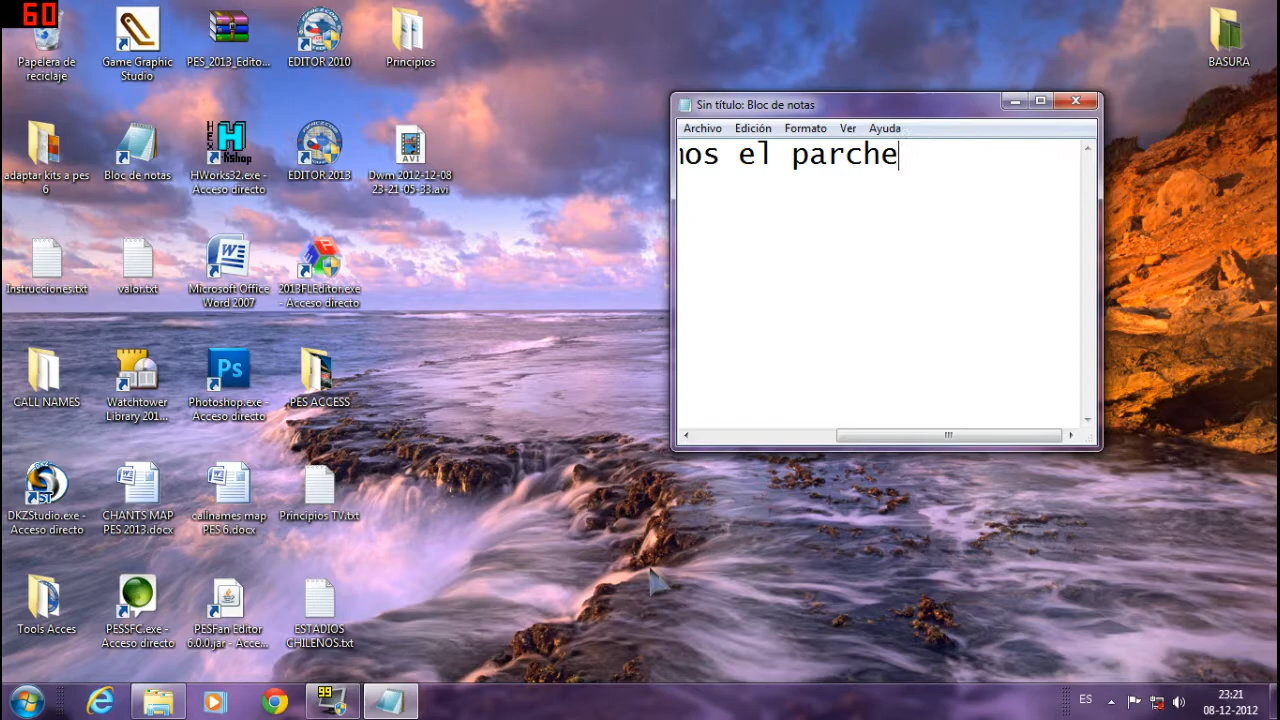 60
Papelera de
reciclaje
Game Graphic
Studio
PES_2013_Edito...
EDITOR 2010
Principios
BASURA
adaptar kits a pes
6
Bloc de notas
HWorks32.exe -
Acceso directo
EDITOR 2013
AVI
Dwm 2012-12-08
23-21-05-33.avi
Sin título: Bloc de notas
Archivo Edición Formato Ver Ayuda
nos el parche
Instrucciones.txt
valor.txt
Microsoft Office
Word 2007
2013FLEditor.exe
- Acceso directo
CALL NAMES
Watchtower
Library 201...
Ps
Photoshop.exe -
Acceso directo
PES ACCESS
ST
DKZStudio.exe -
Acceso directo
CHANTS MAP
PES 2013.docx
callnames map
PES 6.docx
Principios TV.txt
Tools Acces
PESSFC.exe -
Acceso directo
PESFan Editor
6.0.0.jar - Acce...
ESTADIOS
CHILENOS.txt
99
ES
23:21
08-12-2012